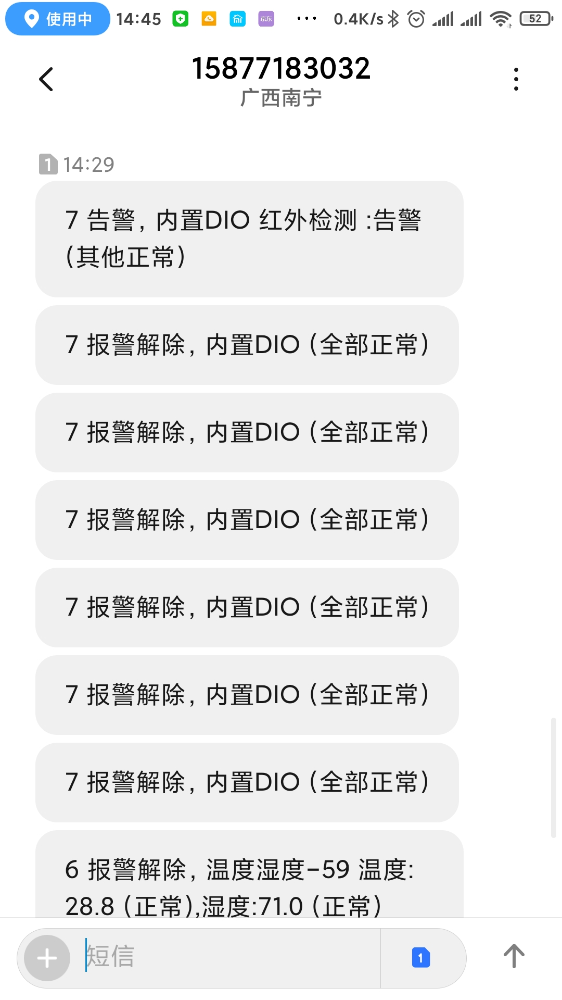 使用中 14:45 京东 ... 0.4K/s 52
15877183032
广西南宁
1 14:29
7 告警, 内置DIO 红外检测 :告警
(其他正常)
7 报警解除, 内置DIO (全部正常)
7 报警解除, 内置DIO (全部正常)
7 报警解除, 内置DIO (全部正常)
7 报警解除, 内置DIO (全部正常)
7 报警解除, 内置DIO (全部正常)
7 报警解除, 内置DIO (全部正常)
6 报警解除, 温度湿度-59 温度:
28.8 (正常),湿度:71.0 (正常)
短信 1